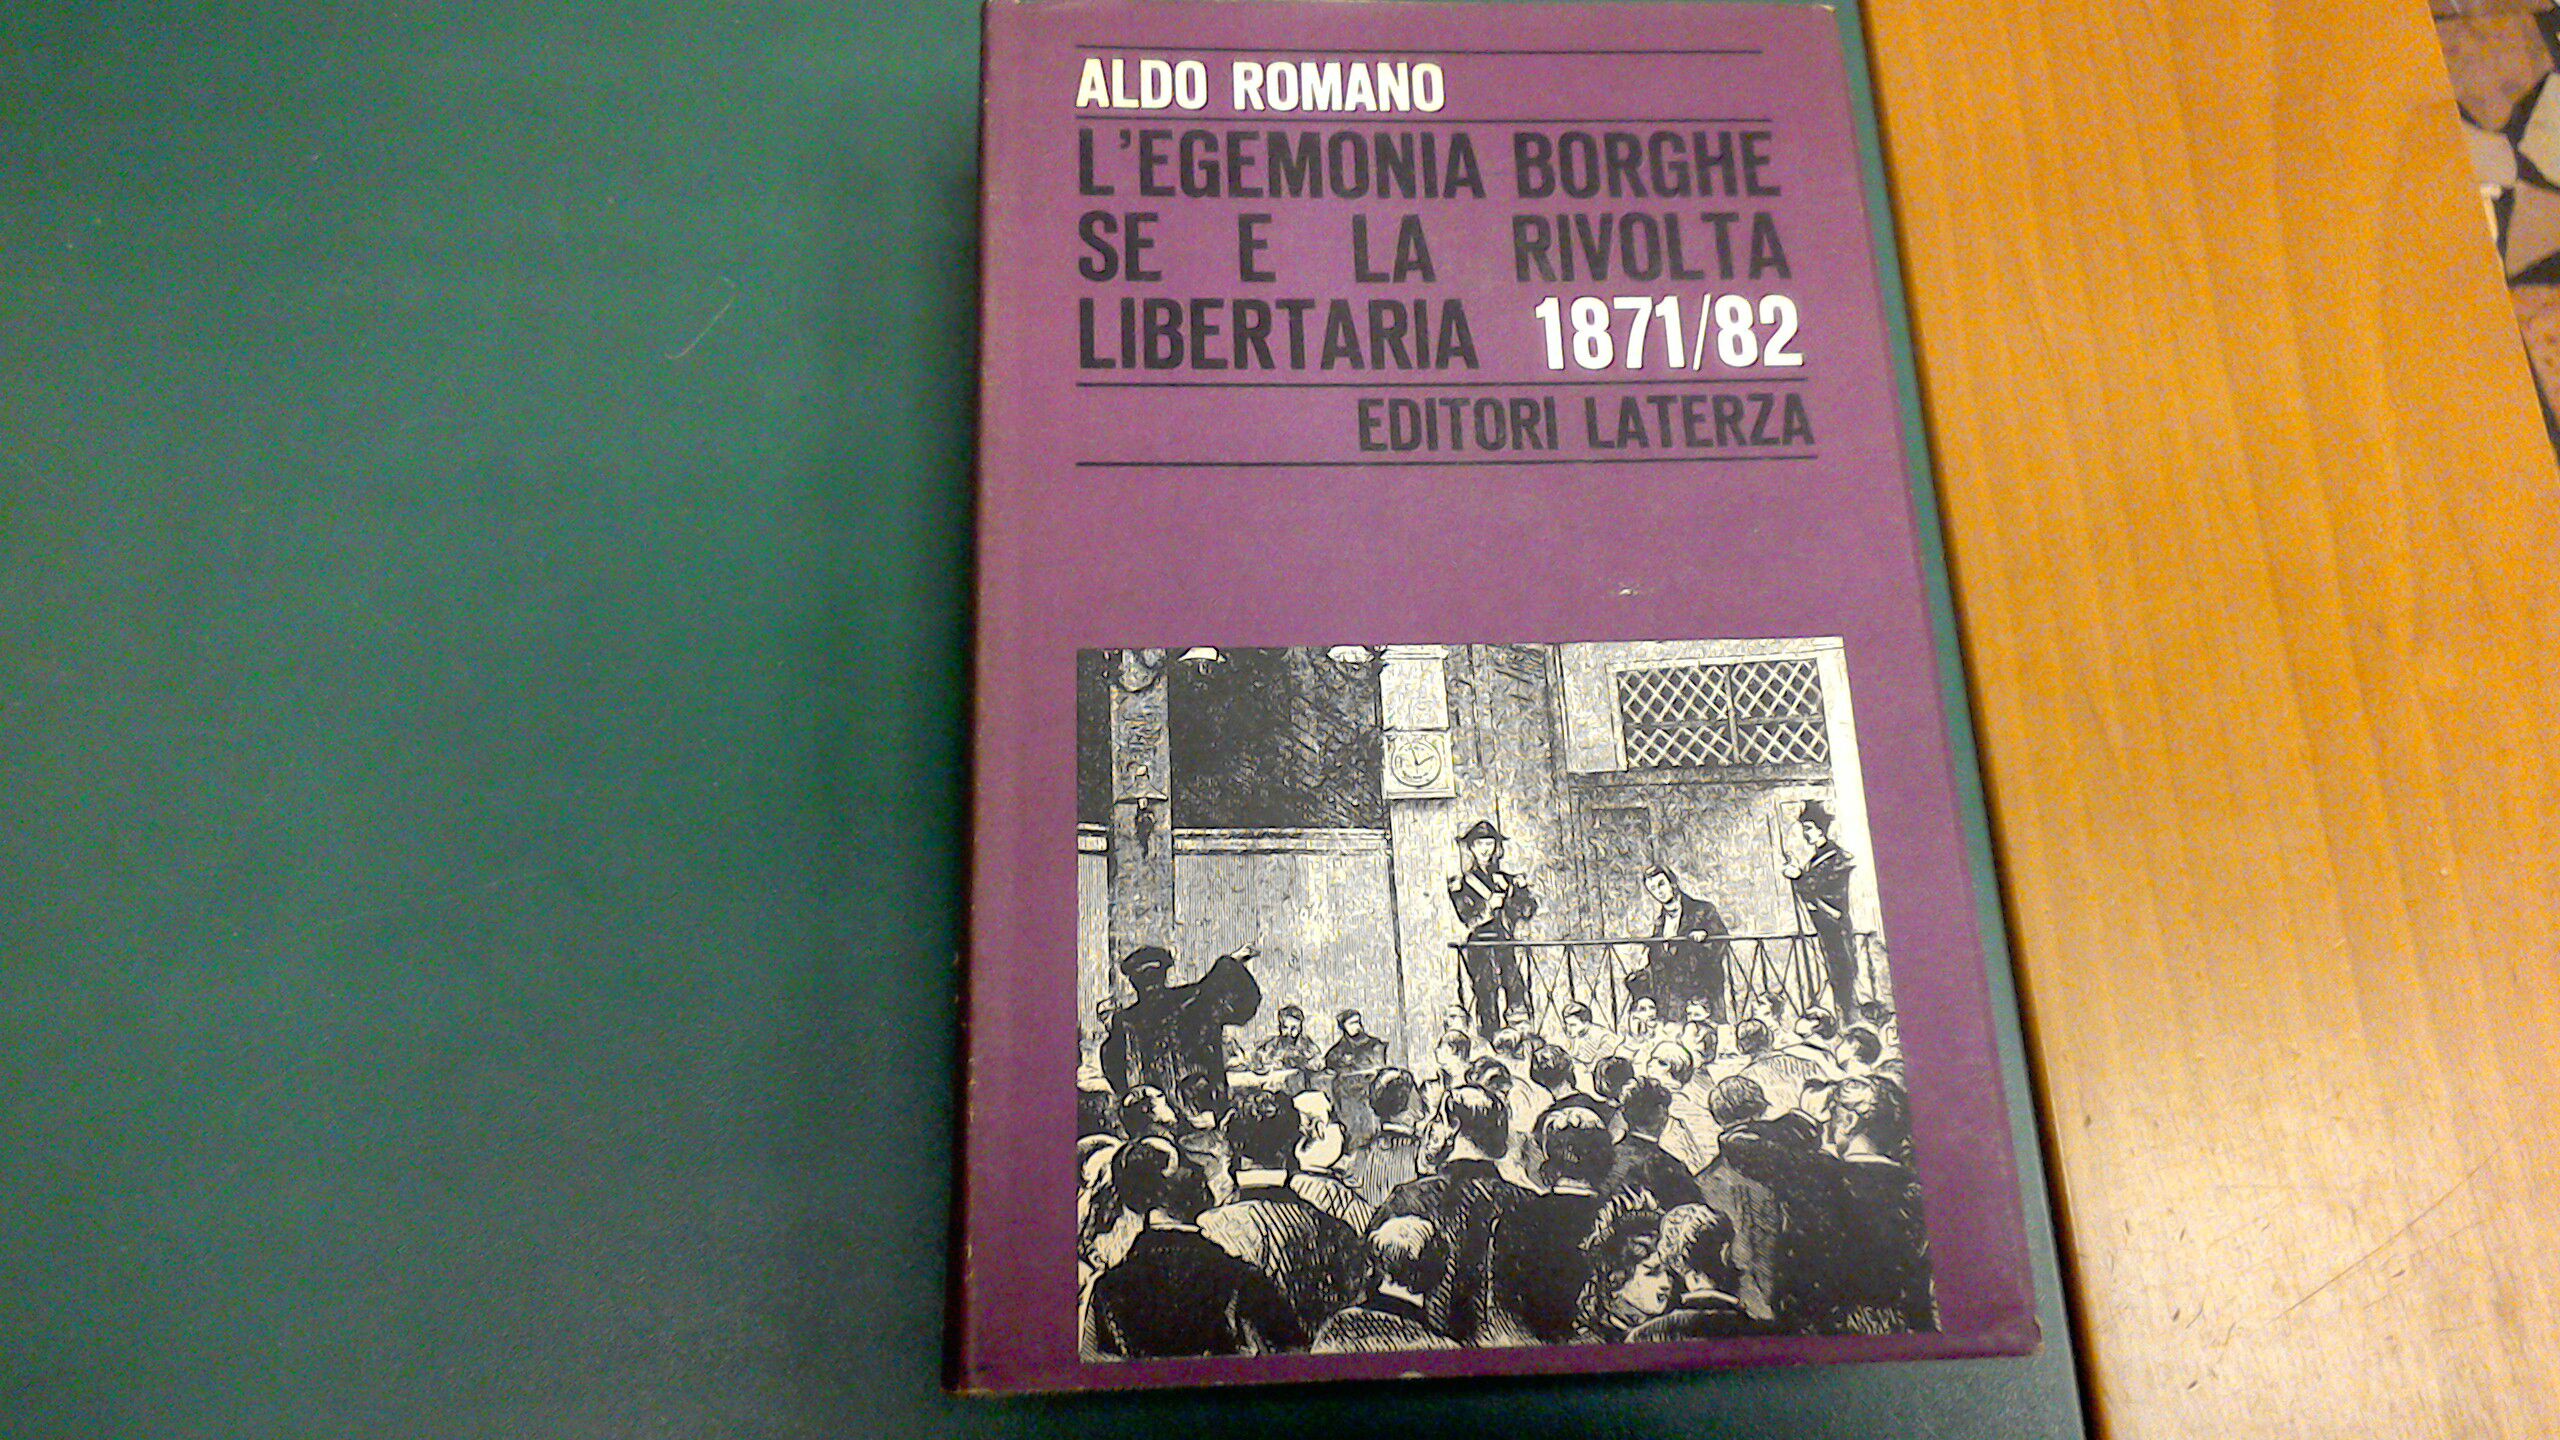 ALDO ROMANO
L'EGEMONIA BORGHE
SE E LA RIVOLTA
LIBERTARIA 1871/82
EDITORI LATERZA